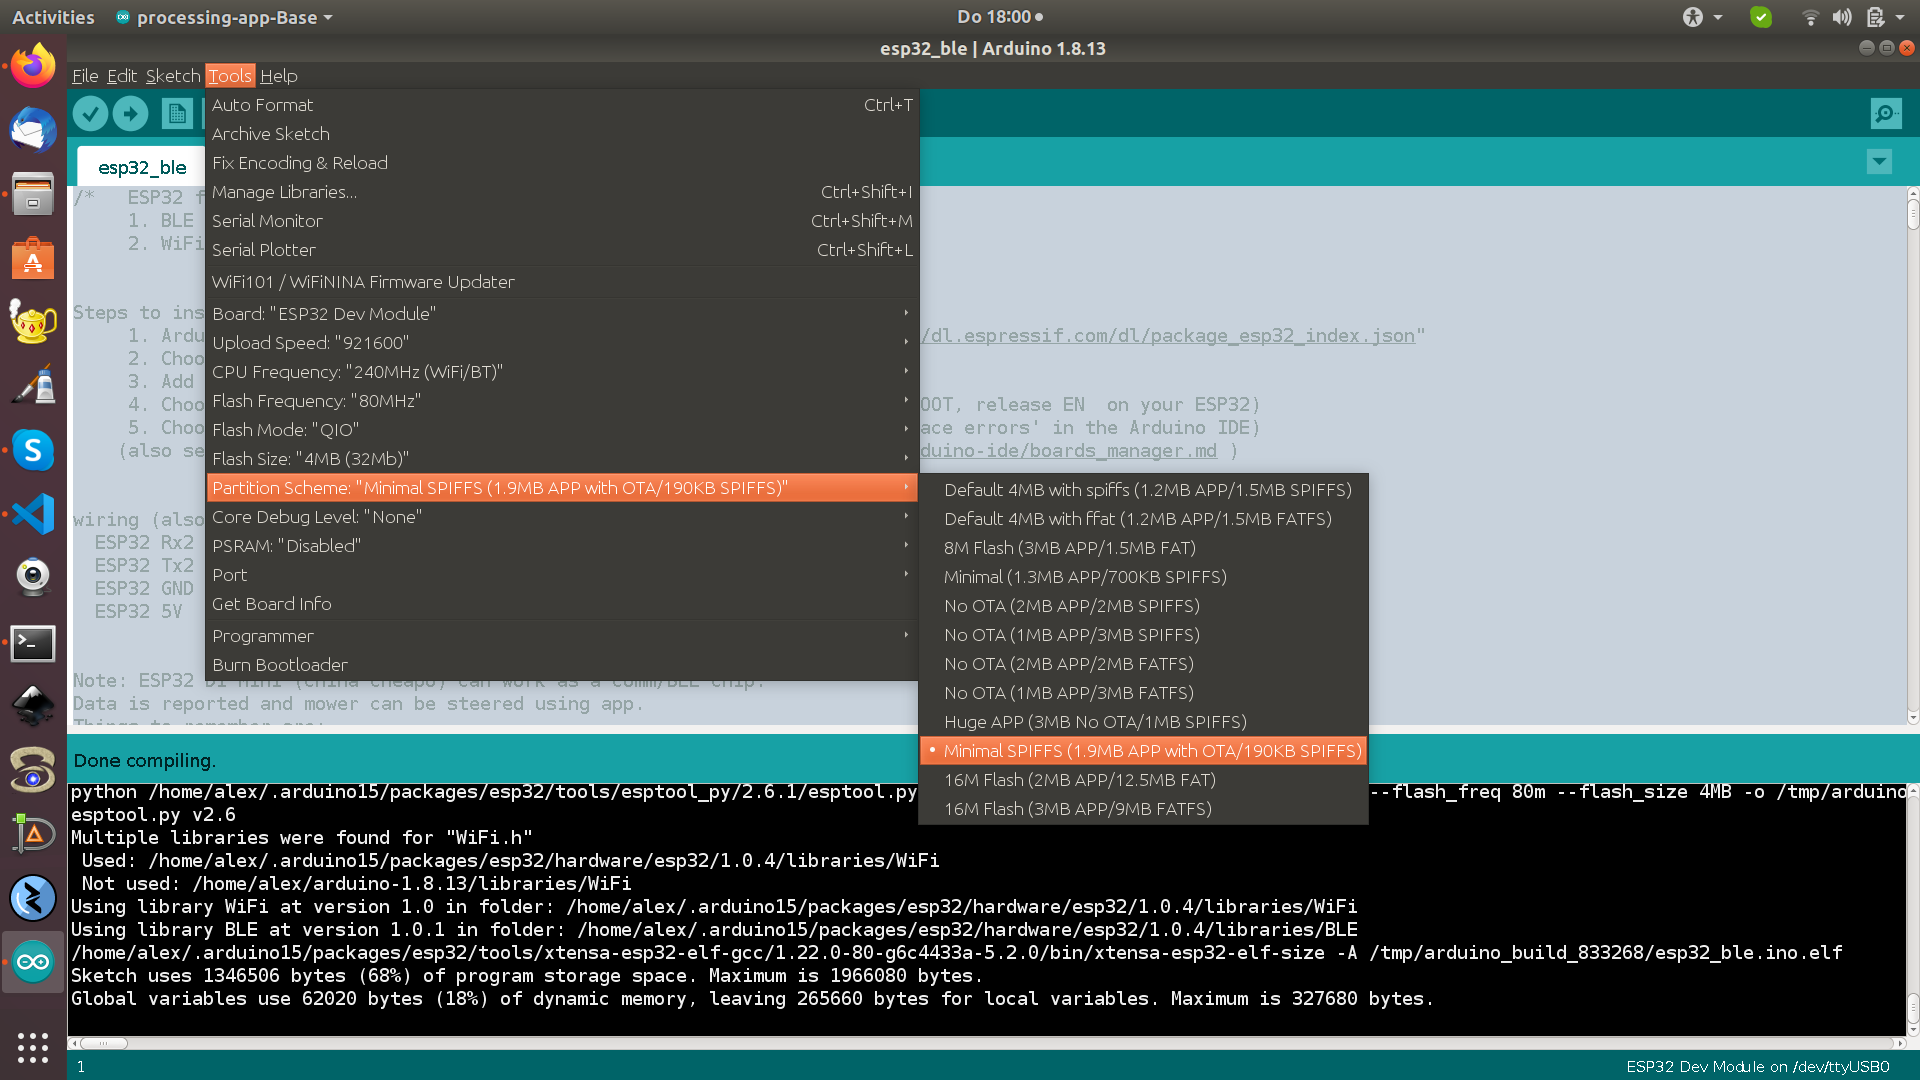 Activities
processing-app-Base
Do 18:00
esp32_ble | Arduino 1.8.13
File Edit Sketch Tools Help
esp32_ble
Auto Format Ctrl+T
Archive Sketch
Fix Encoding & Reload
Manage Libraries... Ctrl+Shift+I
Serial Monitor Ctrl+Shift+M
Serial Plotter Ctrl+Shift+L
WiFi101 / WiFiNINA Firmware Updater
Board: "ESP32 Dev Module"
Upload Speed: "921600"
CPU Frequency: "240MHz (WiFi/BT)"
Flash Frequency: "80MHz"
Flash Mode: "QIO"
Flash Size: "4MB (32Mb)"
Partition Scheme: "Minimal SPIFFS (1.9MB APP with OTA/190KB SPIFFS)"
Core Debug Level: "None"
PSRAM: "Disabled"
Port
Get Board Info
Programmer
Burn Bootloader
Default 4MB with spiffs (1.2MB APP/1.5MB SPIFFS)
Default 4MB with ffat (1.2MB APP/1.5MB FATFS)
8M Flash (3MB APP/1.5MB FAT)
Minimal (1.3MB APP/700KB SPIFFS)
No OTA (2MB APP/2MB SPIFFS)
No OTA (1MB APP/3MB SPIFFS)
No OTA (2MB APP/2MB FATFS)
No OTA (1MB APP/3MB FATFS)
Huge APP (3MB No OTA/1MB SPIFFS)
Minimal SPIFFS (1.9MB APP with OTA/190KB SPIFFS)
16M Flash (2MB APP/12.5MB FAT)
16M Flash (3MB APP/9MB FATFS)
/* ESP32 f
1. BLE
2. WiFi
Steps to ins
1. Ardu /dl.espressif.com/dl/package_esp32_index.json"
2. Choo
3. Add
4. Choo OOT, release EN on your ESP32)
5. Choo ace errors' in the Arduino IDE)
(also se duino-ide/boards_manager.md )
wiring (also
ESP32 Rx2
ESP32 Tx2
ESP32 GND
ESP32 5V
Note: ESP32 D1 mini (china cheapo) can work as a comm/BLE chip.
Data is reported and mower can be steered using app.
Things to remember are:
Done compiling.
python /home/alex/.arduino15/packages/esp32/tools/esptool_py/2.6.1/esptool.py --flash_freq 80m --flash_size 4MB -o /tmp/arduino
esptool.py v2.6
Multiple libraries were found for "WiFi.h"
Used: /home/alex/.arduino15/packages/esp32/hardware/esp32/1.0.4/libraries/WiFi
Not used: /home/alex/arduino-1.8.13/libraries/WiFi
Using library WiFi at version 1.0 in folder: /home/alex/.arduino15/packages/esp32/hardware/esp32/1.0.4/libraries/WiFi
Using library BLE at version 1.0.1 in folder: /home/alex/.arduino15/packages/esp32/hardware/esp32/1.0.4/libraries/BLE
/home/alex/.arduino15/packages/esp32/tools/xtensa-esp32-elf-gcc/1.22.0-80-g6c4433a-5.2.0/bin/xtensa-esp32-elf-size -A /tmp/arduino_build_833268/esp32_ble.ino.elf
Sketch uses 1346506 bytes (68%) of program storage space. Maximum is 1966080 bytes.
Global variables use 62020 bytes (18%) of dynamic memory, leaving 265660 bytes for local variables. Maximum is 327680 bytes.
1
ESP32 Dev Module on /dev/ttyUSB0